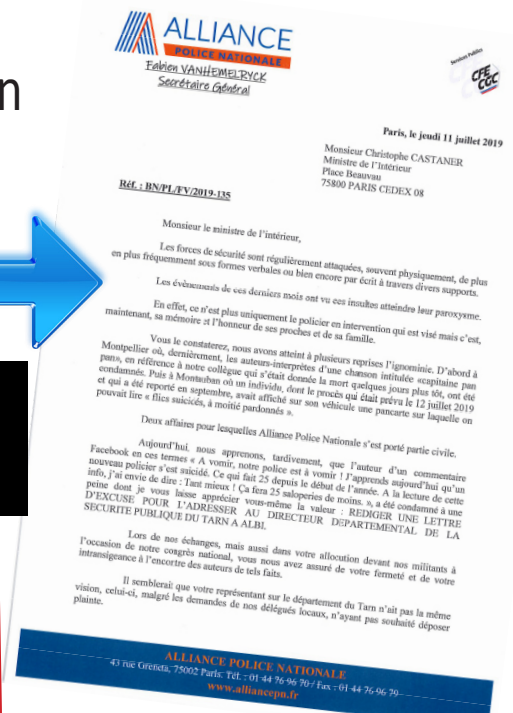 n
ALLIANCE
POLICE NATIONALE
Fabien VANHEMELRYCK
Secrétaire Général
Services Publics
CFE
CGC
Paris, le jeudi 11 juillet 2019
Monsieur Christophe CASTANER
Ministre de l'Intérieur
Place Beauvau
75800 PARIS CEDEX 08
Réf. : BN/PL/FV/2019-135
Monsieur le ministre de l'intérieur,
Les forces de sécurité sont régulièrement attaquées, souvent physiquement, de plus
en plus fréquemment sous formes verbales ou bien encore par écrit à travers divers supports.
Les évènements de ces derniers mois ont vu ces insultes atteindre leur paroxysme.
En effet, ce n'est plus uniquement le policier en intervention qui est visé mais c'est,
maintenant, sa mémoire et l'honneur de ses proches et de sa famille.
Vous le constaterez, nous avons atteint à plusieurs reprises l'ignominie. D'abord à
Montpellier où, dernièrement, les auteurs-interprètes d'une chanson intitulée «capitaine pan
pan», en référence à notre collègue qui s'était donnée la mort quelques jours plus tôt, ont été
condamnés. Puis à Montauban où un individu, dont le procès qui était prévu le 12 juillet 2019
et qui a été reporté en septembre, avait affiché sur son véhicule une pancarte sur laquelle on
pouvait lire « flics suicidés, à moitié pardonnés ».
Deux affaires pour lesquelles Alliance Police Nationale s'est porté partie civile.
Aujourd'hui, nous apprenons, tardivement, que l'auteur d'un commentaire
Facebook en ces termes « A vomir, notre police est à vomir ! J'apprends aujourd'hui qu'un
nouveau policier s'est suicidé. Ce qui fait 25 depuis le début de l'année. A la lecture de cette
info, j'ai envie de dire : Tant mieux ! Ça fera 25 saloperies de moins. », a été condamné à une
peine dont je vous laisse apprécier vous-même la valeur : REDIGER UNE LETTRE
D'EXCUSE POUR L'ADRESSER AU DIRECTEUR DEPARTEMENTAL DE LA
SECURITE PUBLIQUE DU TARN A ALBI.
Lors de nos échanges, mais aussi dans votre allocution devant nos militants à
l'occasion de notre congrès national, vous nous avez assuré de votre fermeté et de votre
intransigeance à l'encontre des auteurs de tels faits.
Il semblerait que votre représentant sur le département du Tarn n'ait pas la même
vision, celui-ci, malgré les demandes de nos délégués locaux, n'ayant pas souhaité déposer
plainte.
ALLIANCE POLICE NATIONALE
43 rue Greneta, 75002 Paris. Tél. : 01 44 76 96 70 / Fax : 01 44 76 96 79
www.alliancepn.fr